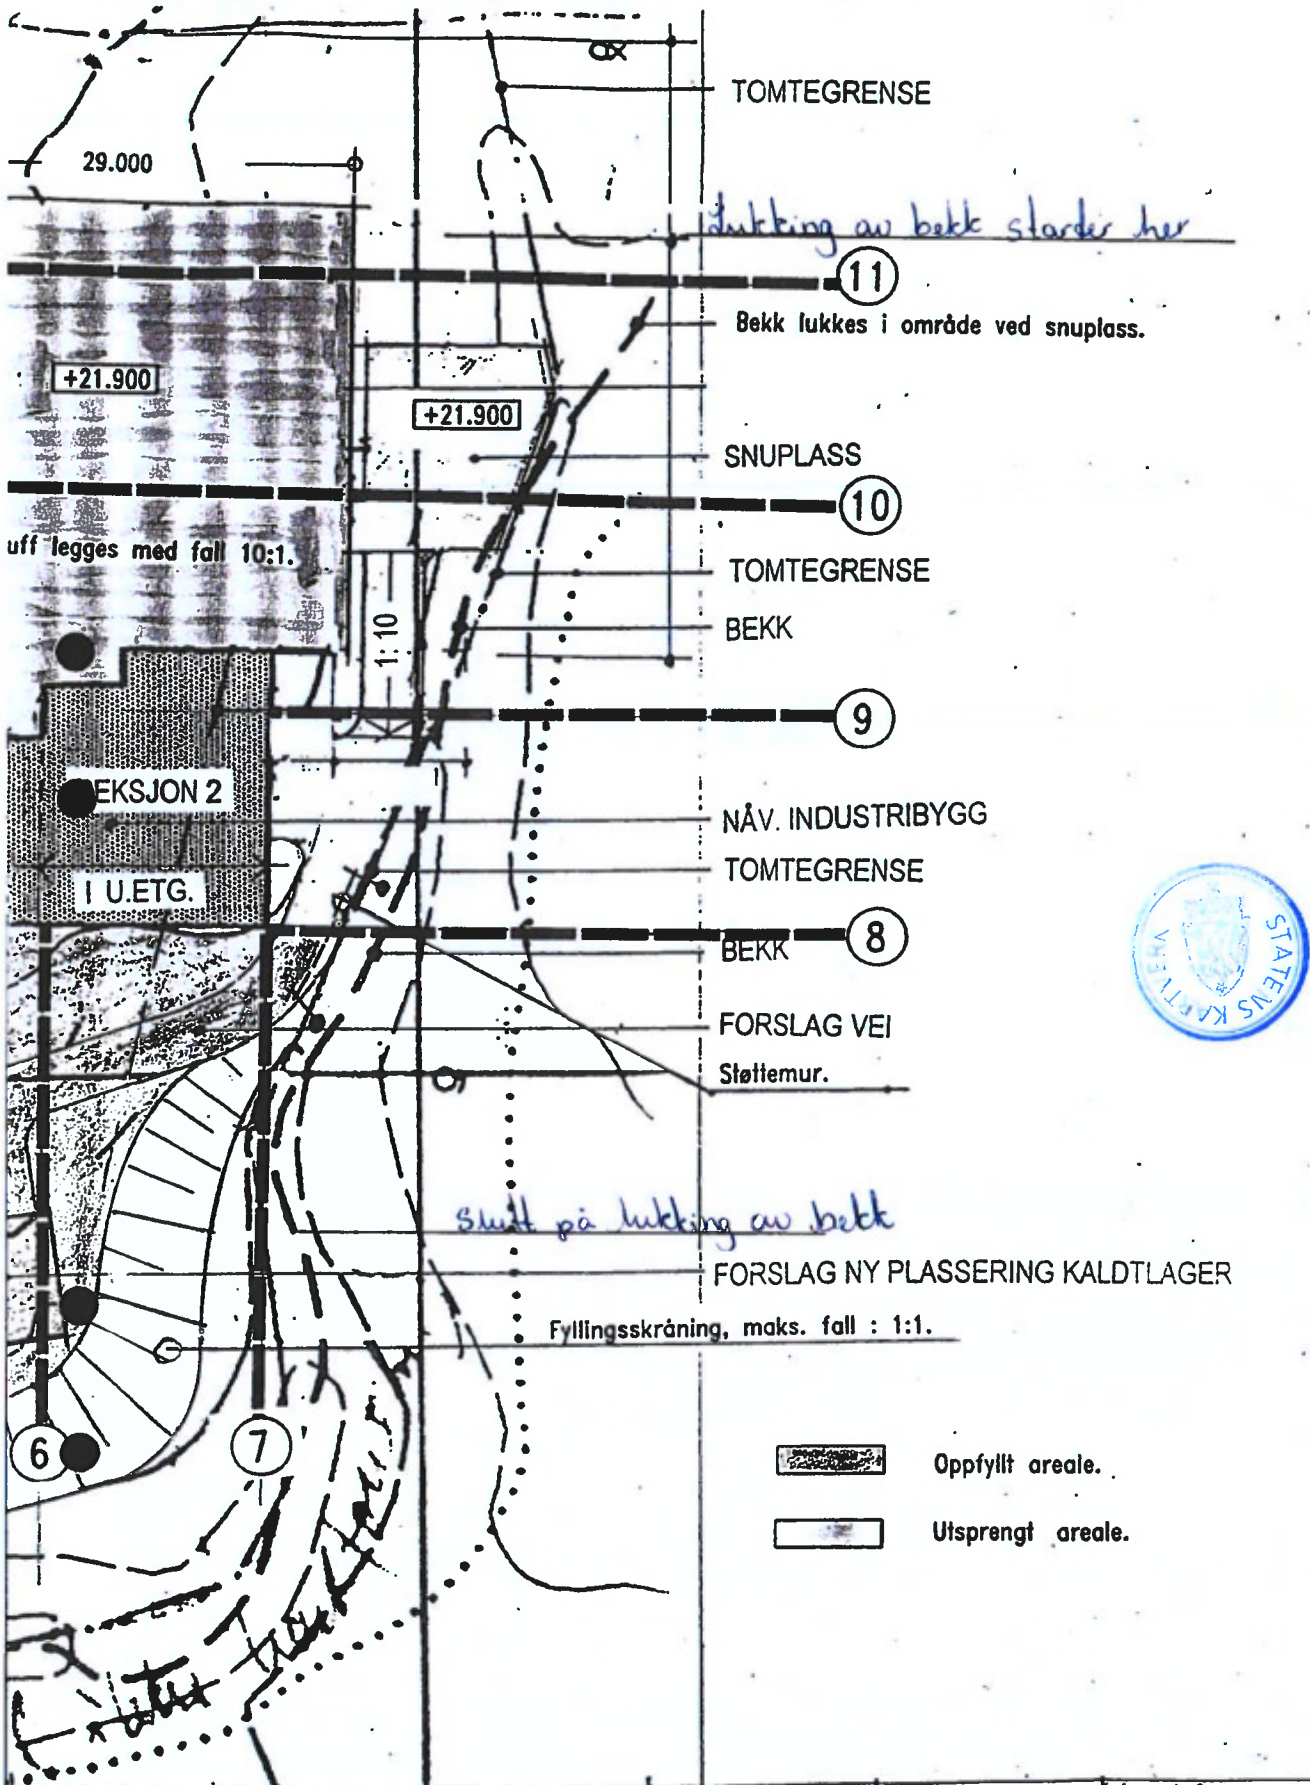 TOMTEGRENSE
29.000
Lukking av bekk starter her
11
Bekk lukkes i område ved snuplass.
+21.900
+21.900
SNUPLASS
10
uff legges med fall 10:1.
TOMTEGRENSE
1:10
BEKK
9
EKSJON 2
NÅV. INDUSTRIBYGG
TOMTEGRENSE
I U.ETG.
8
BEKK
STATENS KARTVERK
FORSLAG VEI
Støttemur.
Slutt på lukking av bekk
FORSLAG NY PLASSERING KALDTLAGER
Fyllingsskråning, maks. fall : 1:1.
6
7
Oppfyllt areale.
Utsprengt areale.